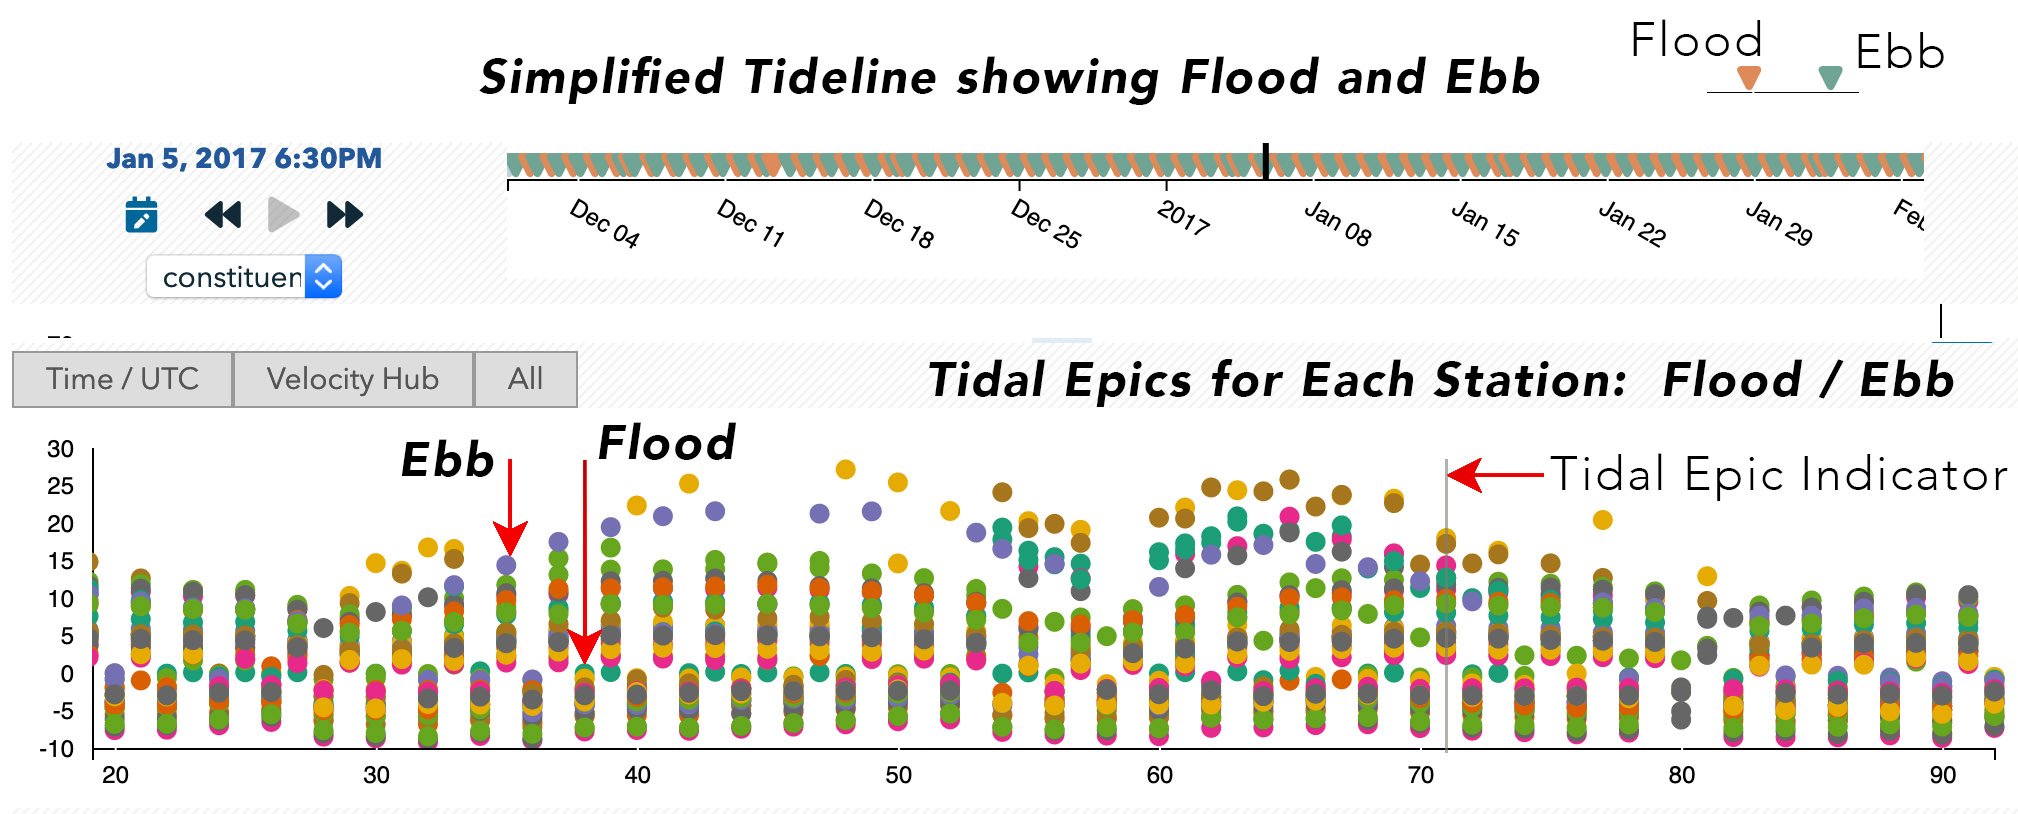 Flood
Ebb
Simplified Tideline showing Flood and Ebb
Jan 5, 2017 6:30PM
Dec 04
Dec 11
Dec 18
Dec 25
2017
Jan 08
Jan 15
Jan 22
Jan 29
constituen
Time / UTC
Velocity Hub
All
Tidal Epics for Each Station: Flood / Ebb
Ebb
Flood
Tidal Epic Indicator
30
25
20
15
10
5
0
-5
-10
20
30
40
50
60
70
80
90